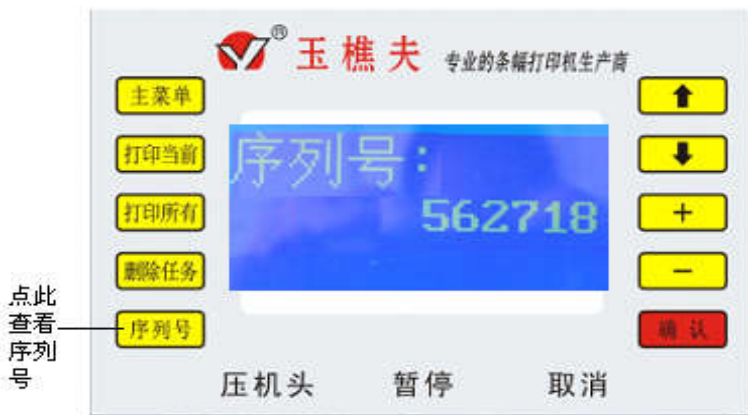 ® 玉樵夫 专业的条幅打印机生产商
主菜单
打印当前
打印所有
删除任务
序列号
序列号:
562718
+
-
确认
压机头 暂停 取消
点此
查看
序列
号